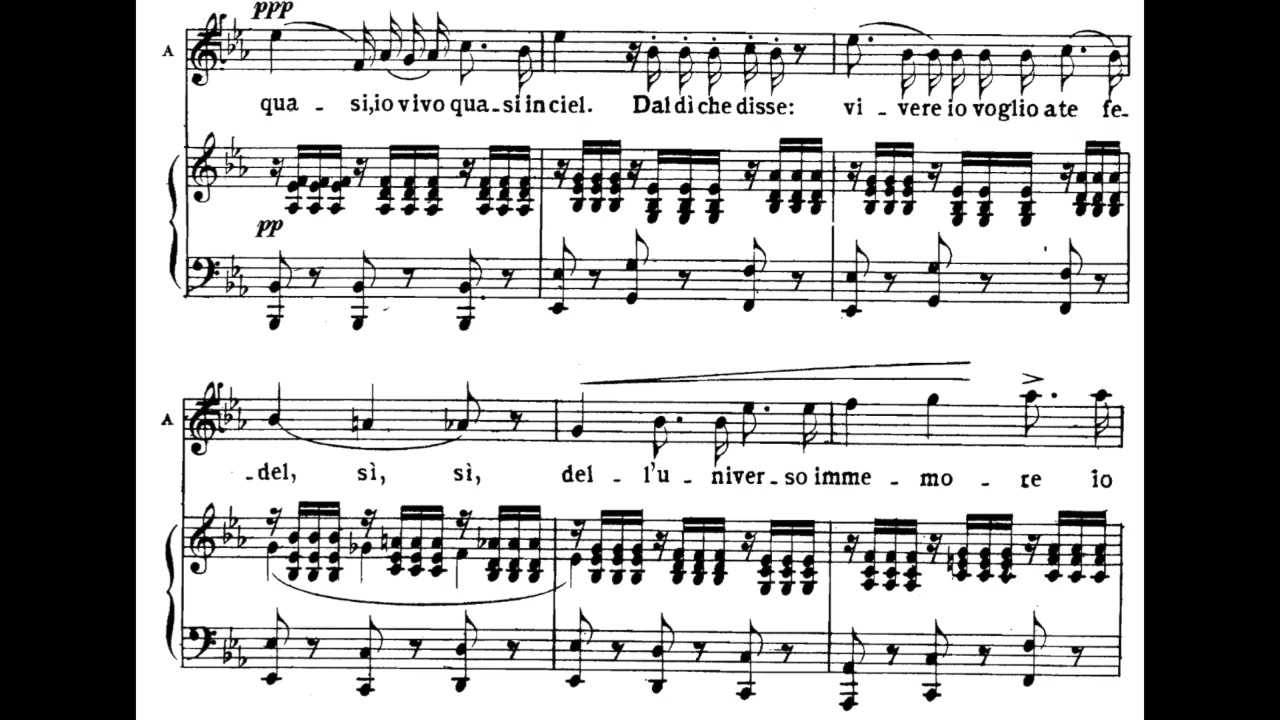 ppp
A
qua - si,io vivo qua-si in ciel. Dal dì che disse: vi - vere io voglio a te fe-
pp
A
-del, sì, sì, del - l'u - niver - so imme - mo - re io